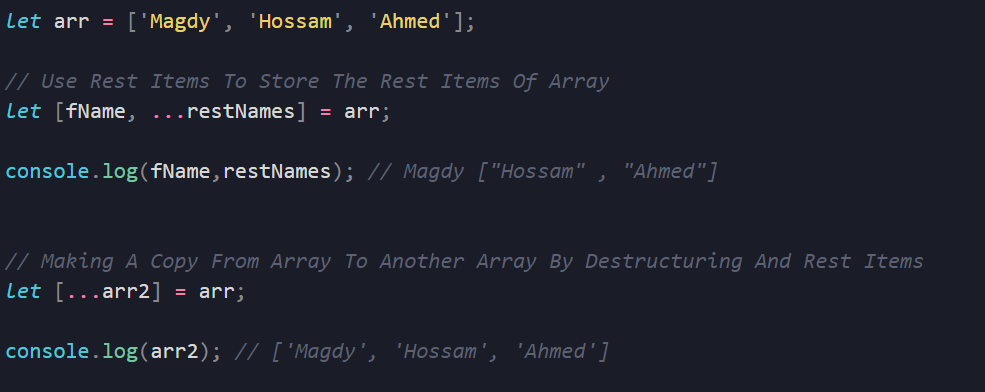 let arr = ['Magdy', 'Hossam', 'Ahmed'];
// Use Rest Items To Store The Rest Items Of Array
let [fName, ...restNames] = arr;
console.log(fName,restNames); // Magdy ["Hossam" , "Ahmed"]
// Making A Copy From Array To Another Array By Destructuring And Rest Items
let [...arr2] = arr;
console.log(arr2); // ['Magdy', 'Hossam', 'Ahmed']